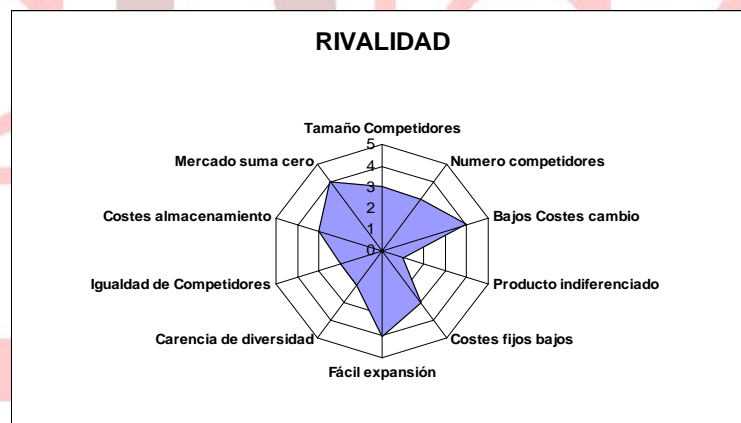 RIVALIDAD
Tamaño Competidores
Mercado suma cero
Numero competidores
Costes almacenamiento
Bajos Costes cambio
Igualdad de Competidores
Producto indiferenciado
Carencia de diversidad
Costes fijos bajos
Fácil expansión
5
4
3
2
1
0